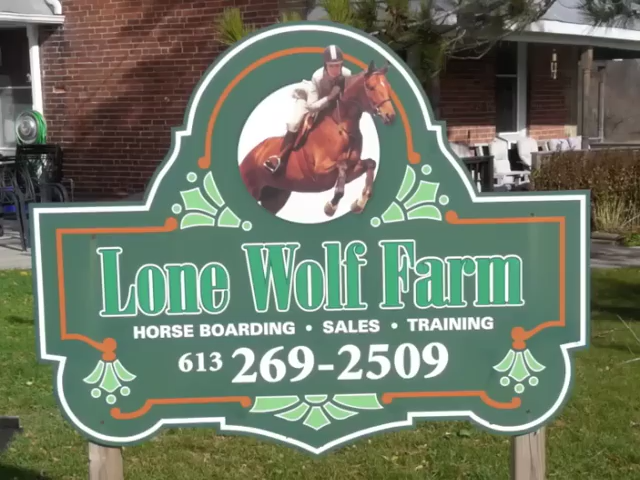 Lone Wolf Farm
HORSE BOARDING • SALES • TRAINING
613 269-2509